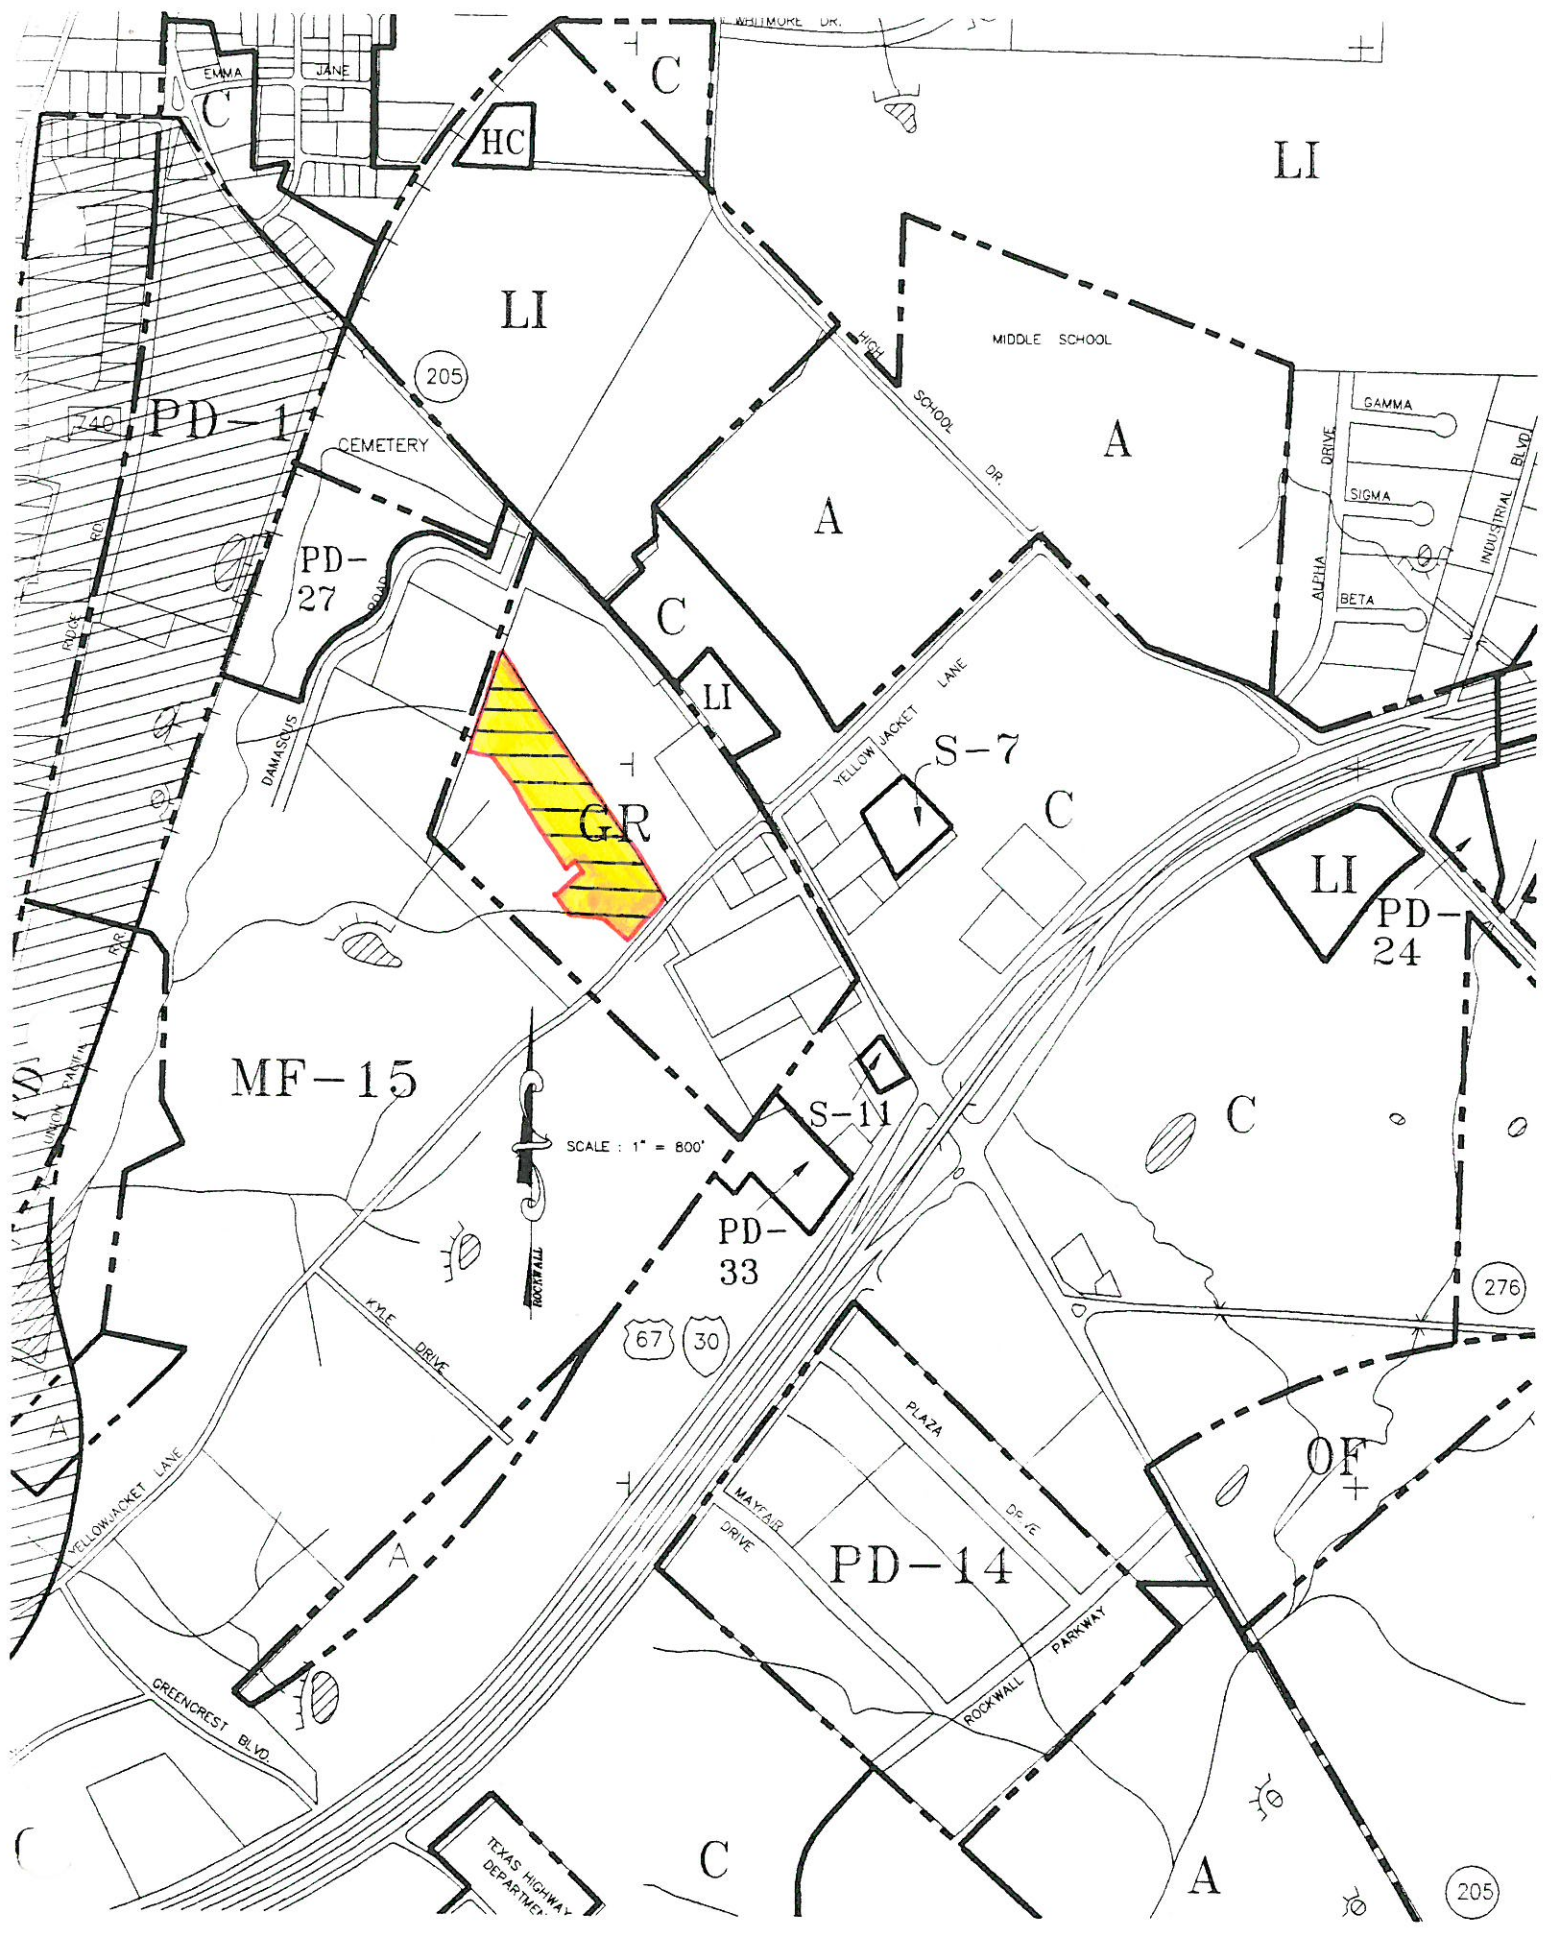 WHITMORE DR.
C
EMMA
JANE
C
HC
LI
LI
MIDDLE SCHOOL
HIGH
SCHOOL
DR.
205
740
PD-1
CEMETERY
GAMMA
A
DRIVE
BLVD.
SIGMA
INDUSTRIAL
A
PD-
27
ROAD
RD.
RIDGE
ALPHA
BETA
C
LI
LANE
YELLOW JACKET
DAMASCUS
S-7
C
GR
LI
PD-
24
R.R.
MF-15
UNION PACIFIC
SCALE : 1" = 800'
S-11
C
PD-
33
ROCKWALL
276
KYLE
DRIVE
67
30
A
PLAZA
DRIVE
OF
YELLOWJACKET LANE
MAYFAIR
DRIVE
A
PD-14
PARKWAY
ROCKWALL
GREENCREST BLVD.
C
TEXAS HIGHWAY
DEPARTMEN
C
A
205